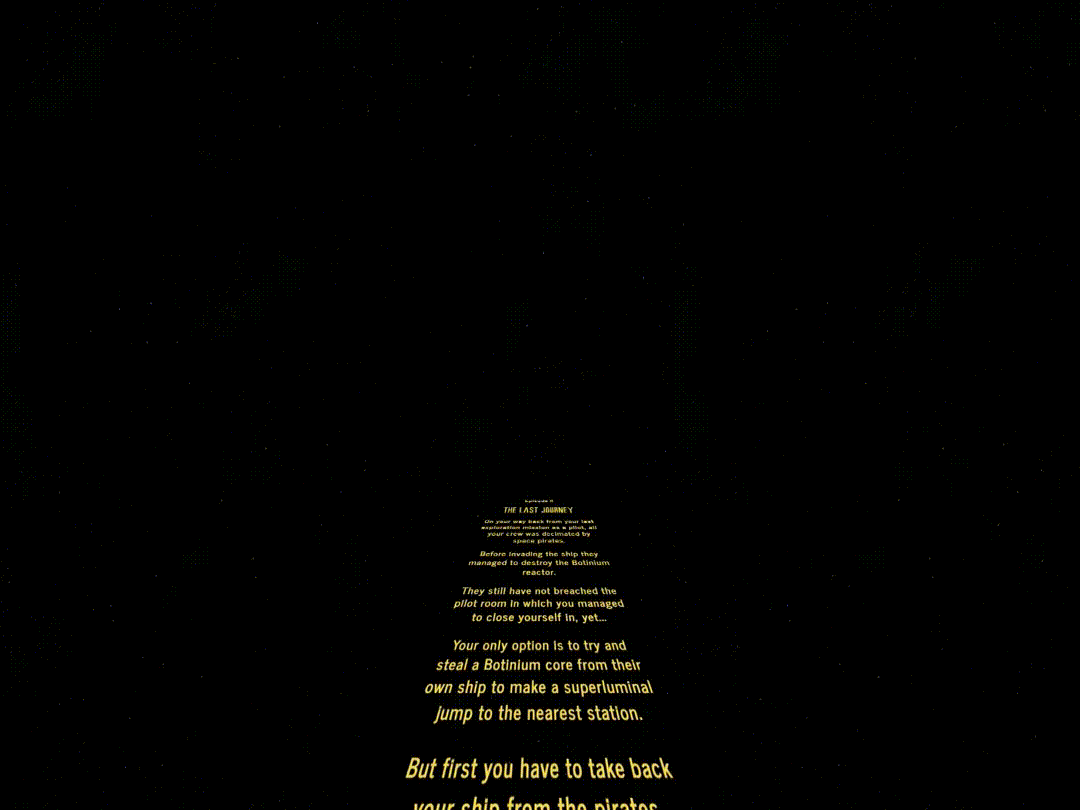 THE LAST JOURNEY
On your way back from your last
exploration mission as a pilot, all
your crew was decimated by
space pirates.
Before invading the ship they
managed to destroy the Botinium
reactor.
They still have not breached the
pilot room in which you managed
to close yourself in, yet...
Your only option is to try and
steal a Botinium core from their
own ship to make a superluminal
jump to the nearest station.
But first you have to take back
your ship from the pirates